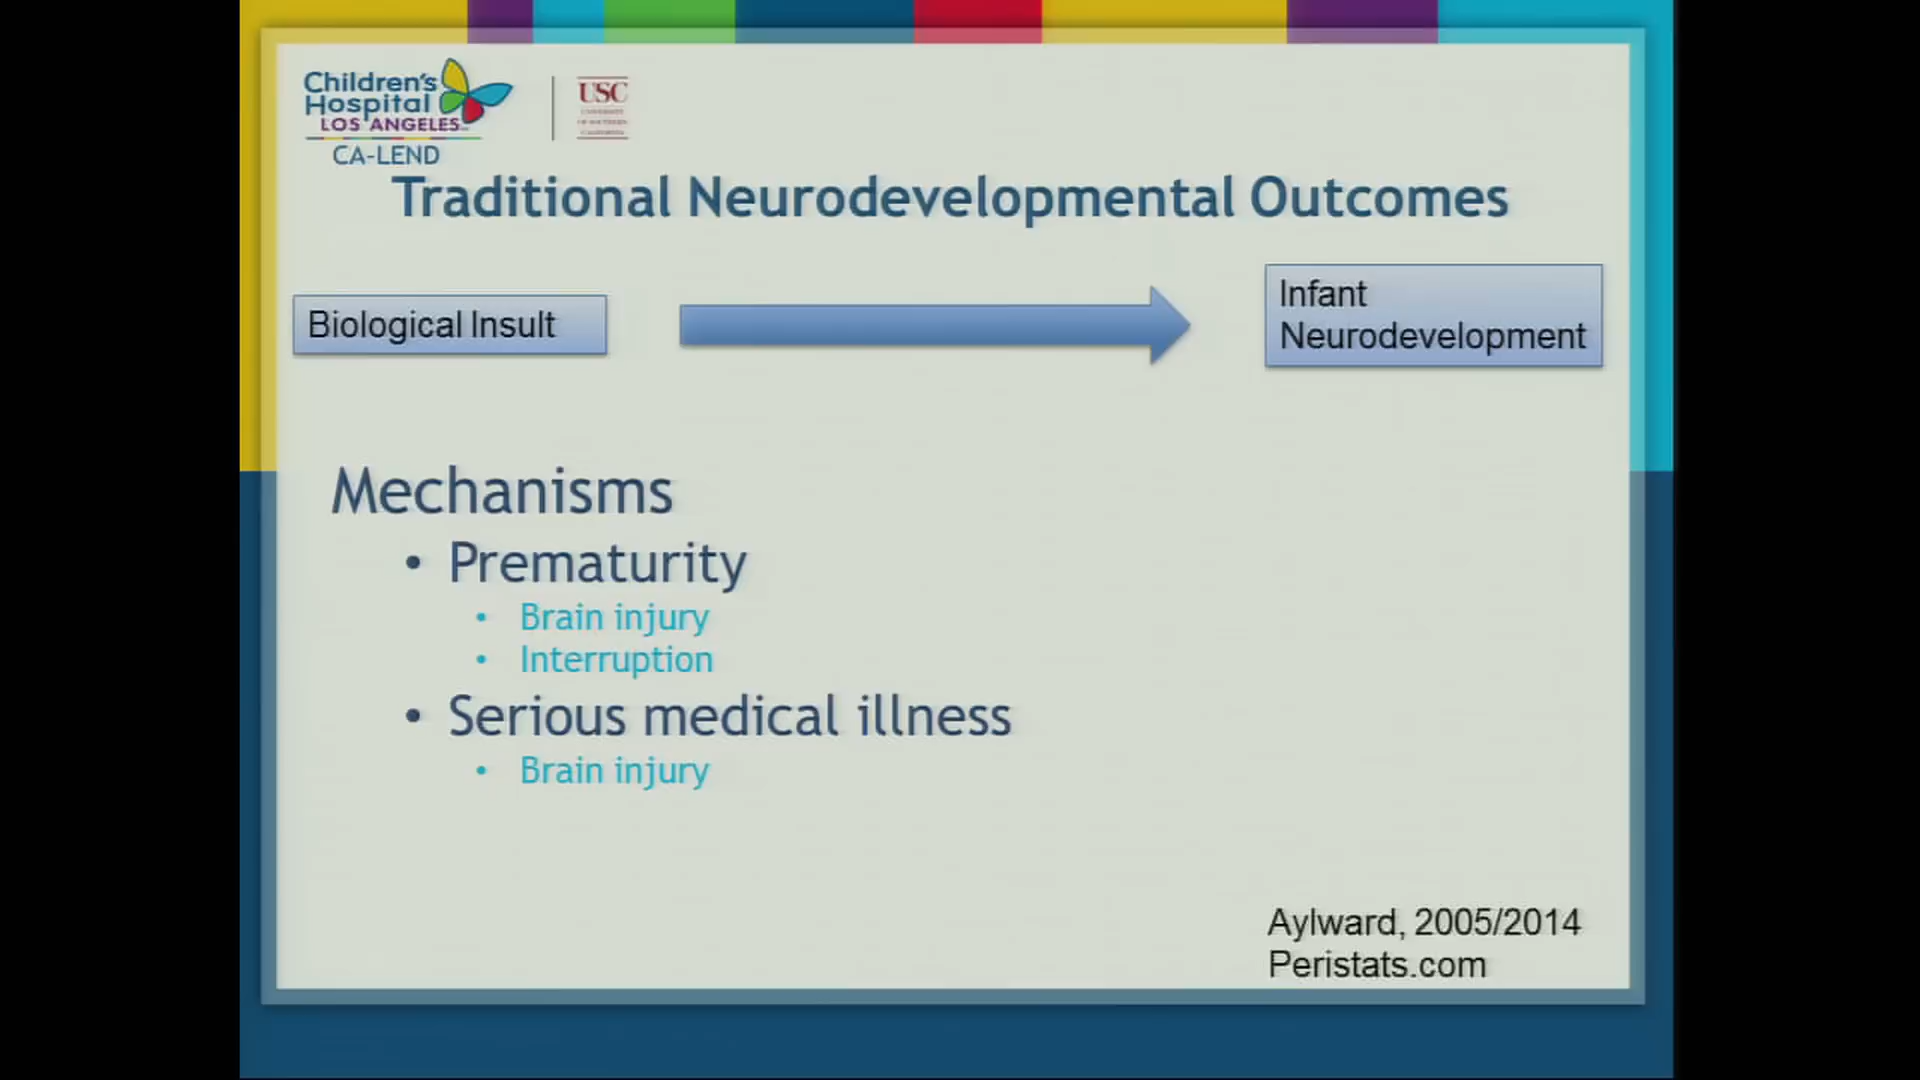 Children's
Hospital
LOS ANGELES
CA-LEND
USC
UNIVERSITY
OF SOUTHERN
CALIFORNIA
Traditional Neurodevelopmental Outcomes
Biological Insult
Infant
Neurodevelopment
Mechanisms
• Prematurity
• Brain injury
• Interruption
• Serious medical illness
• Brain injury
Aylward, 2005/2014
Peristats.com